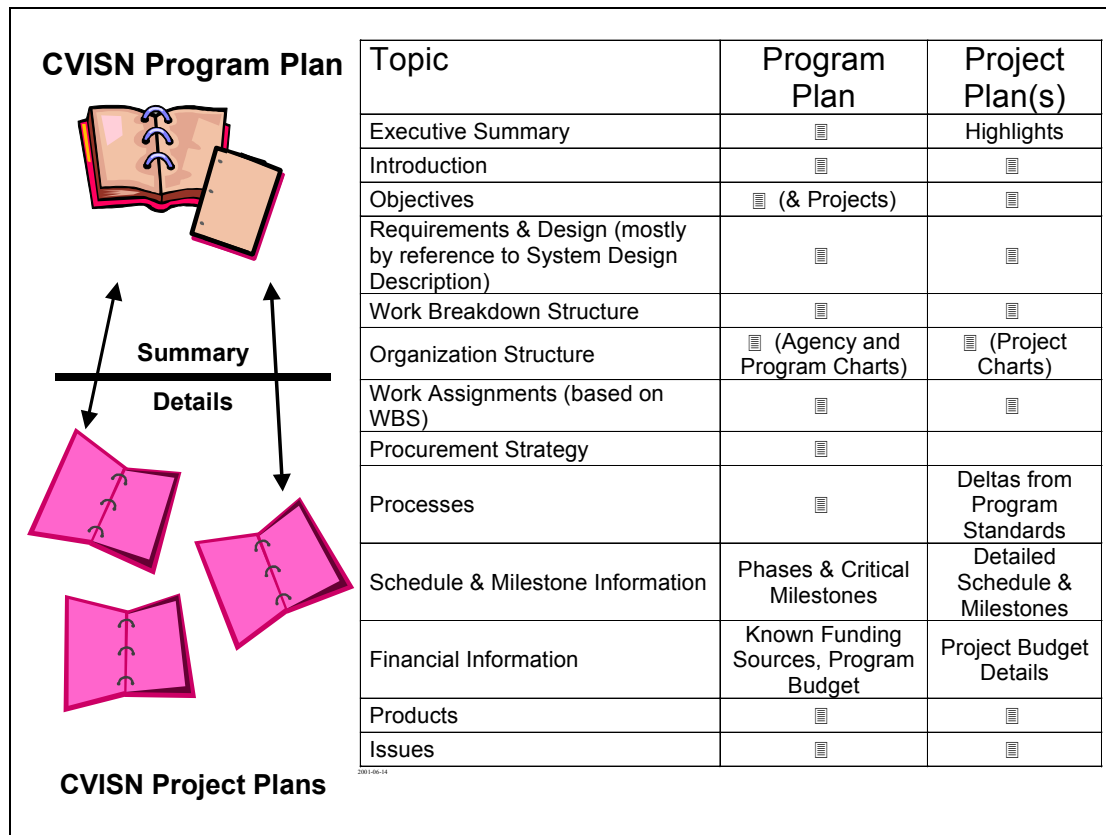 CVISN Program Plan
Summary
Details
CVISN Project Plans
Topic
Program
Plan
Project
Plan(s)
Executive Summary
Highlights
Introduction
Objectives
(& Projects)
Requirements & Design (mostly
by reference to System Design
Description)
Work Breakdown Structure
Organization Structure
(Agency and
Program Charts)
(Project
Charts)
Work Assignments (based on
WBS)
Procurement Strategy
Processes
Deltas from
Program
Standards
Schedule & Milestone Information
Phases & Critical
Milestones
Detailed
Schedule &
Milestones
Financial Information
Known Funding
Sources, Program
Budget
Project Budget
Details
Products
Issues
2001-06-14